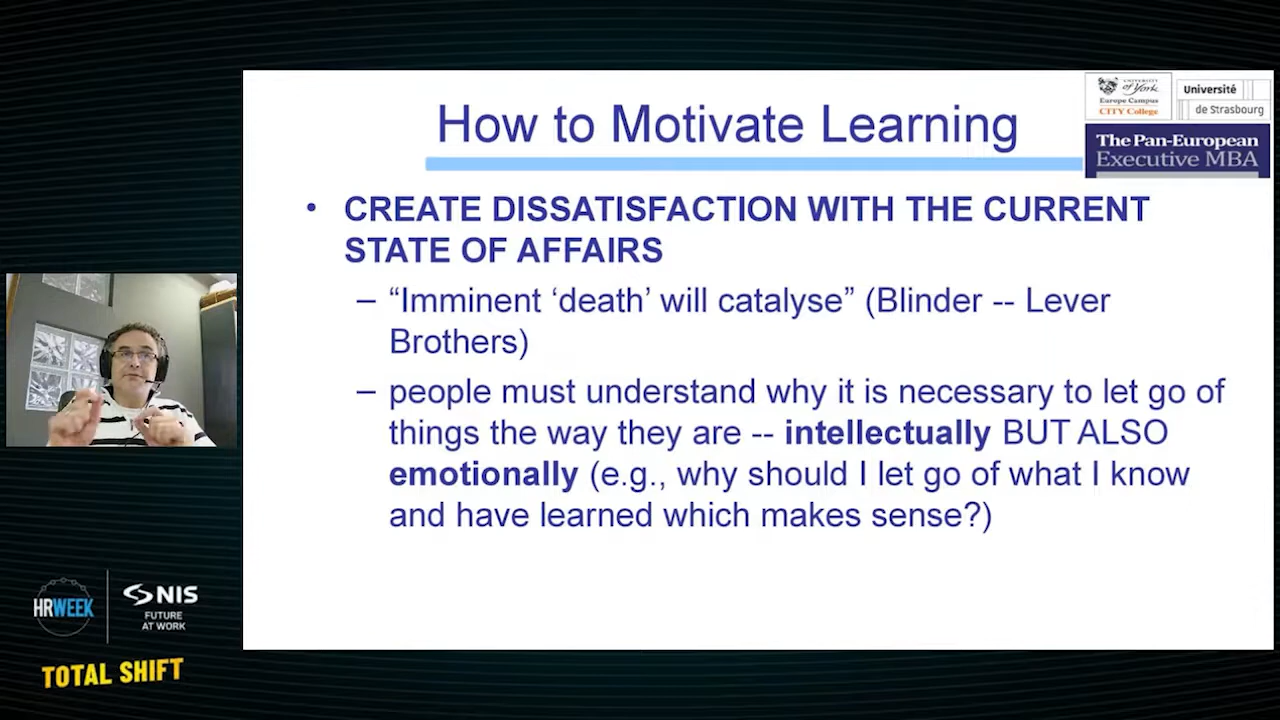 How to Motivate Learning
UNIVERSITY
of York
Europe Campus
CITY College
Université
de Strasbourg
The Pan-European
Executive MBA
• CREATE DISSATISFACTION WITH THE CURRENT
STATE OF AFFAIRS
– “Imminent ‘death’ will catalyse” (Blinder -- Lever
Brothers)
– people must understand why it is necessary to let go of
things the way they are -- intellectually BUT ALSO
emotionally (e.g., why should I let go of what I know
and have learned which makes sense?)
HRWEEK
NIS
FUTURE
AT WORK
TOTAL SHIFT